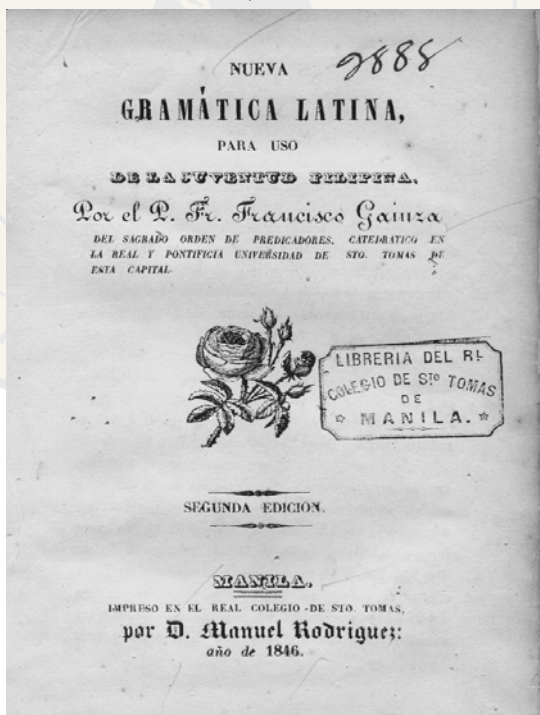 NUEVA
2888
GRAMÁTICA LATINA,
PARA USO
DE LA JUVENTUD FILIPINA.
Por el P. Fr. Francisco Gainza
DEL SAGRADO ORDEN DE PREDICADORES, CATEDRATICO EN
LA REAL Y PONTIFICIA UNIVERSIDAD DE STO. TOMAS DE
ESTA CAPITAL.
LIBRERIA DEL RL
COLEGIO DE STO TOMAS
DE
MANILA.
SEGUNDA EDICION.
MANILA.
IMPRESO EN EL REAL COLEGIO DE STO. TOMAS,
por D. Manuel Rodriguez:
año de 1846.